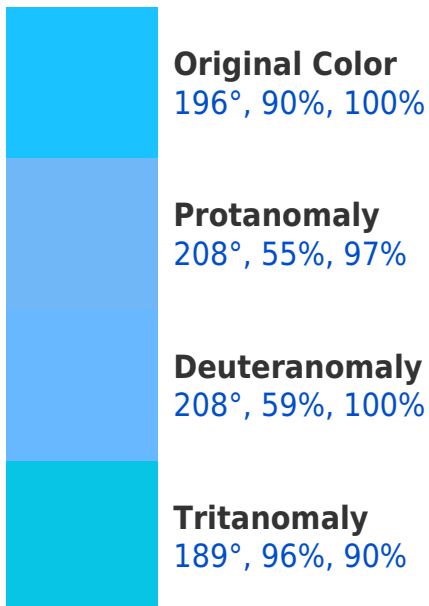 Original Color
196°, 90%, 100%
Protanomaly
208°, 55%, 97%
Deuteranomaly
208°, 59%, 100%
Tritanomaly
189°, 96%, 90%